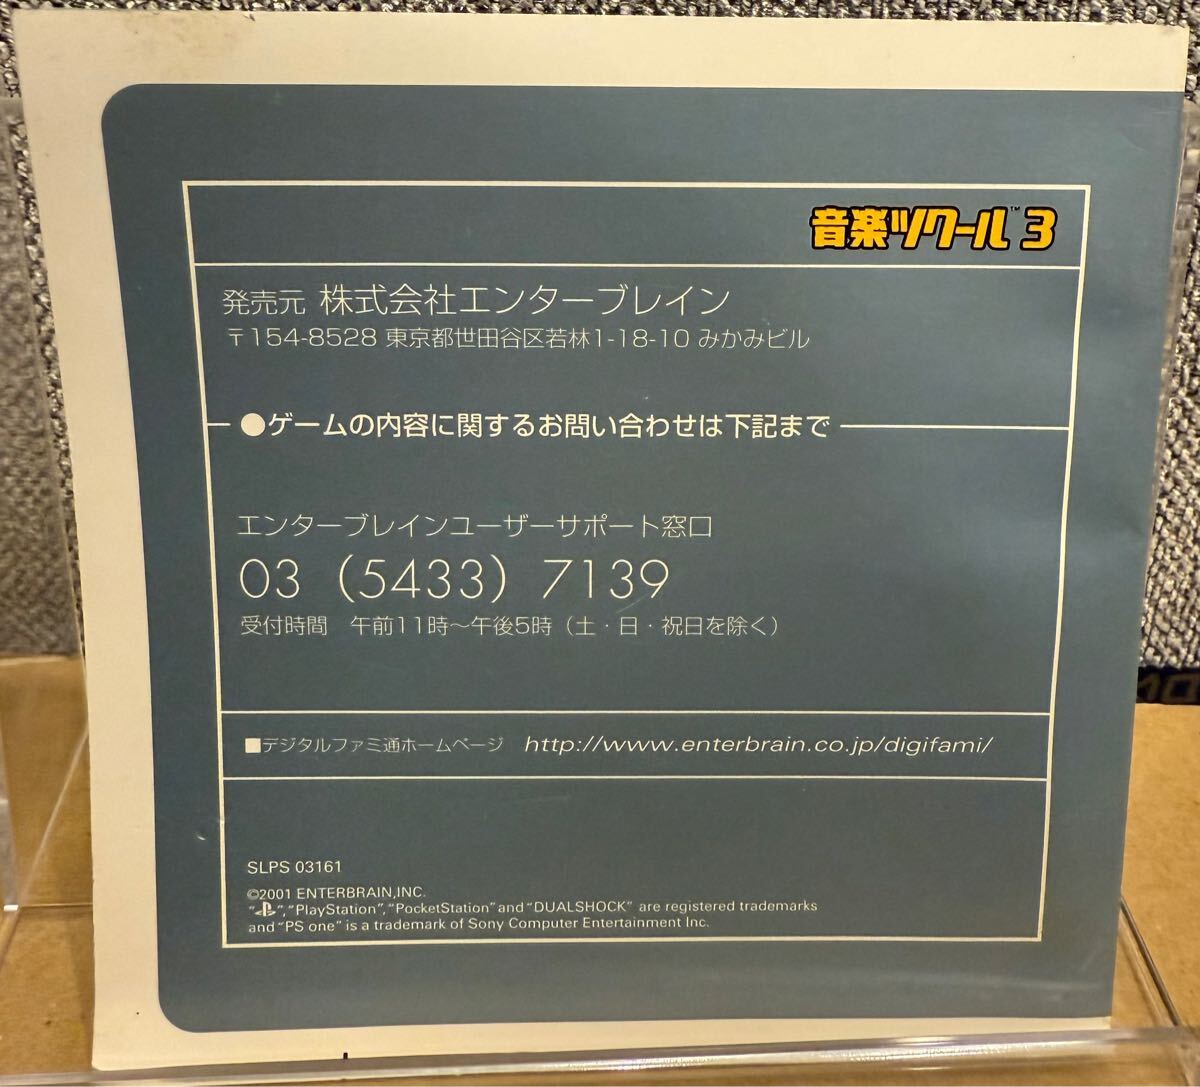 音楽ツクール™3
発売元 株式会社エンターブレイン
〒154-8528 東京都世田谷区若林1-18-10 みかみビル
●ゲームの内容に関するお問い合わせは下記まで
エンターブレインユーザーサポート窓口
03（5433）7139
受付時間 午前11時～午後5時（土・日・祝日を除く）
■デジタルファミ通ホームページ http://www.enterbrain.co.jp/digifami/
SLPS 03161
©2001 ENTERBRAIN,INC.
" ","PlayStation","PocketStation" and "DUALSHOCK" are registered trademarks
and "PS one" is a trademark of Sony Computer Entertainment Inc.